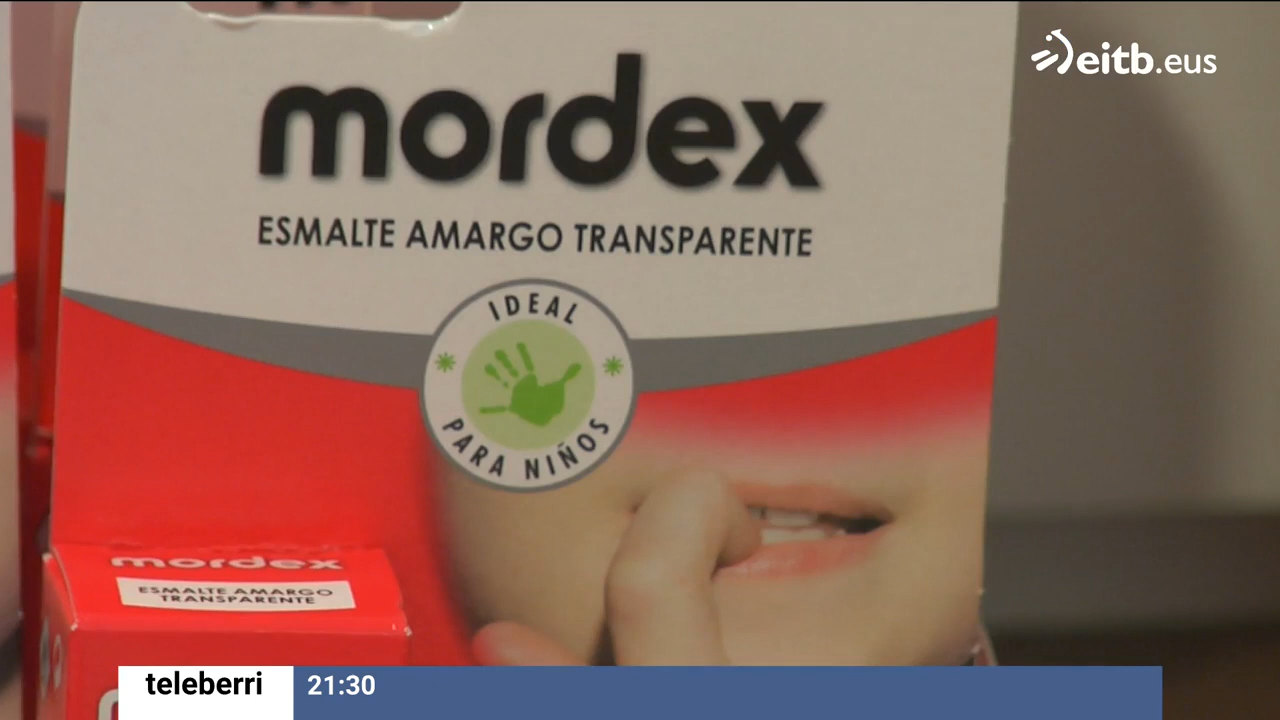 eitb.eus
mordex
ESMALTE AMARGO TRANSPARENTE
IDEAL
PARA NIÑOS
mordex
ESMALTE AMARGO
TRANSPARENTE
teleberri 21:30